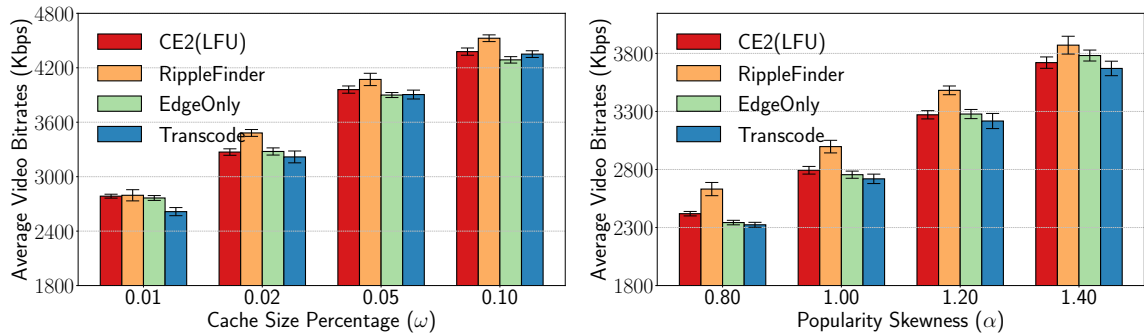 Average Video Bitrates (Kbps)
4800
4200
3600
3000
2400
1800
CE2(LFU)
RippleFinder
EdgeOnly
Transcode
0.01 0.02 0.05 0.10
Cache Size Percentage (ω)
Average Video Bitrates (Kbps)
3800
3300
2800
2300
1800
CE2(LFU)
RippleFinder
EdgeOnly
Transcode
0.80 1.00 1.20 1.40
Popularity Skewness (α)